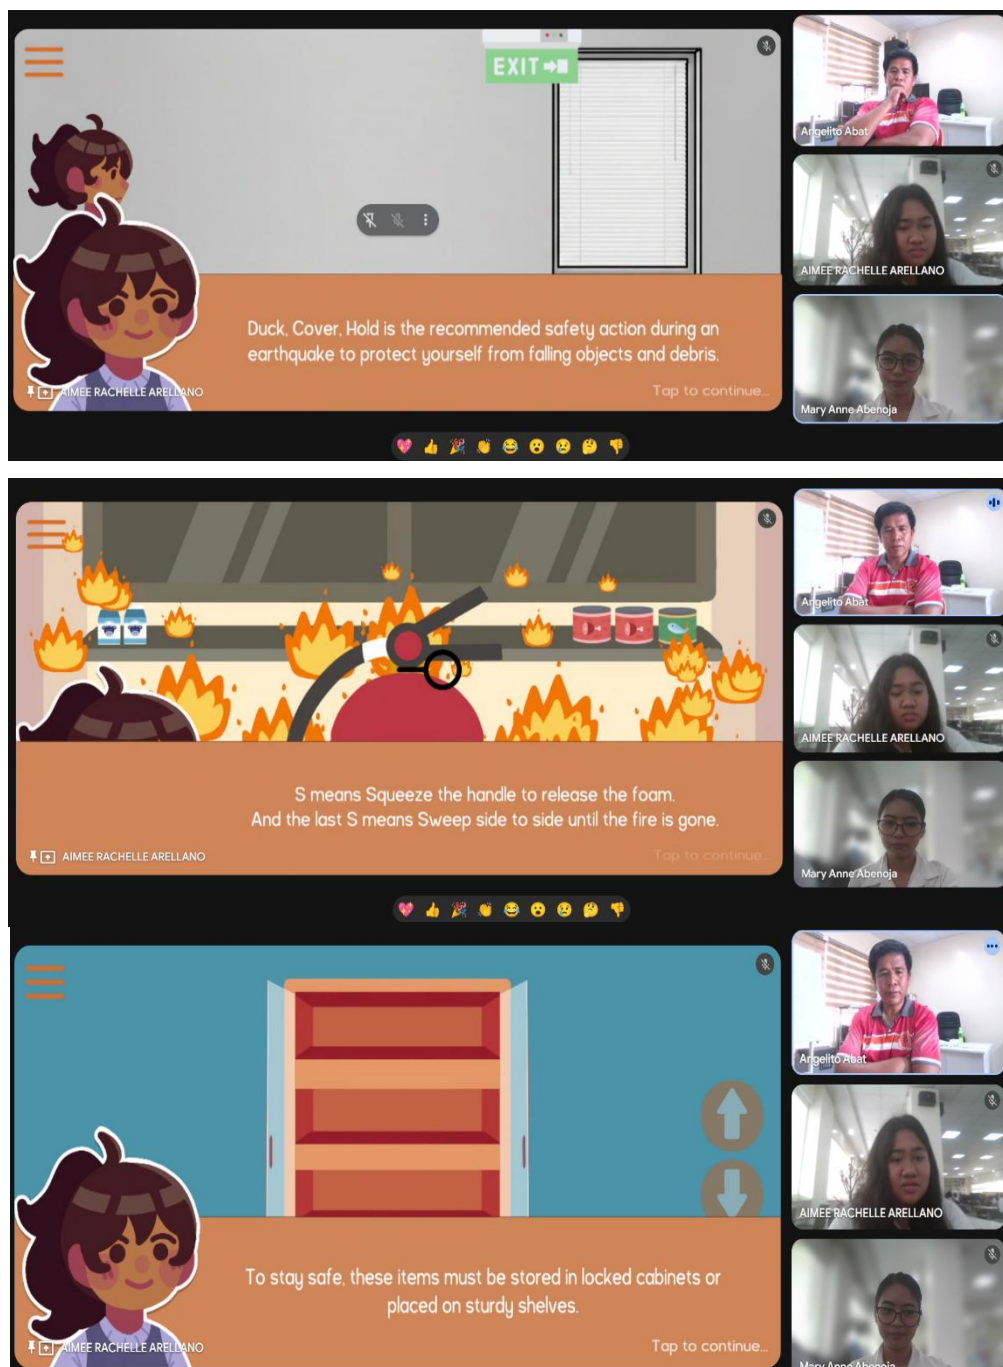 EXIT
Angelito Abat
AIMEE RACHELLE ARELLANO
Duck, Cover, Hold is the recommended safety action during an
earthquake to protect yourself from falling objects and debris.
Tap to continue...
AIMEE RACHELLE ARELLANO
Mary Anne Abenoja
Angelito Abat
AIMEE RACHELLE ARELLANO
S means Squeeze the handle to release the foam.
And the last S means Sweep side to side until the fire is gone.
Tap to continue...
AIMEE RACHELLE ARELLANO
Mary Anne Abenoja
Angelito Abat
AIMEE RACHELLE ARELLANO
To stay safe, these items must be stored in locked cabinets or
placed on sturdy shelves.
Tap to continue...
AIMEE RACHELLE ARELLANO
Mary Anne Abenoja